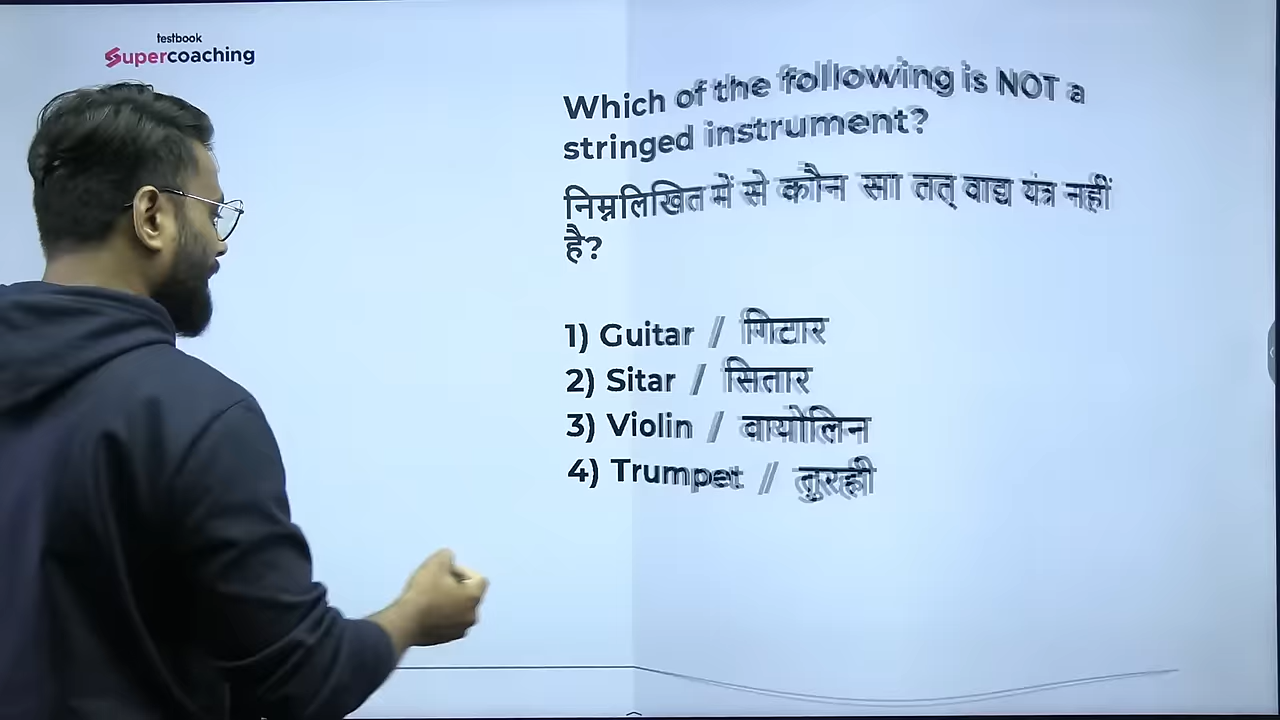 testbook
Supercoaching
Which of the following is NOT a
stringed instrument?
निम्नलिखित में से कौन सा तत् वाद्य यंत्र नहीं
है?
1) Guitar / गिटार
2) Sitar / सितार
3) Violin / वायोलिन
4) Trumpet / तुरही